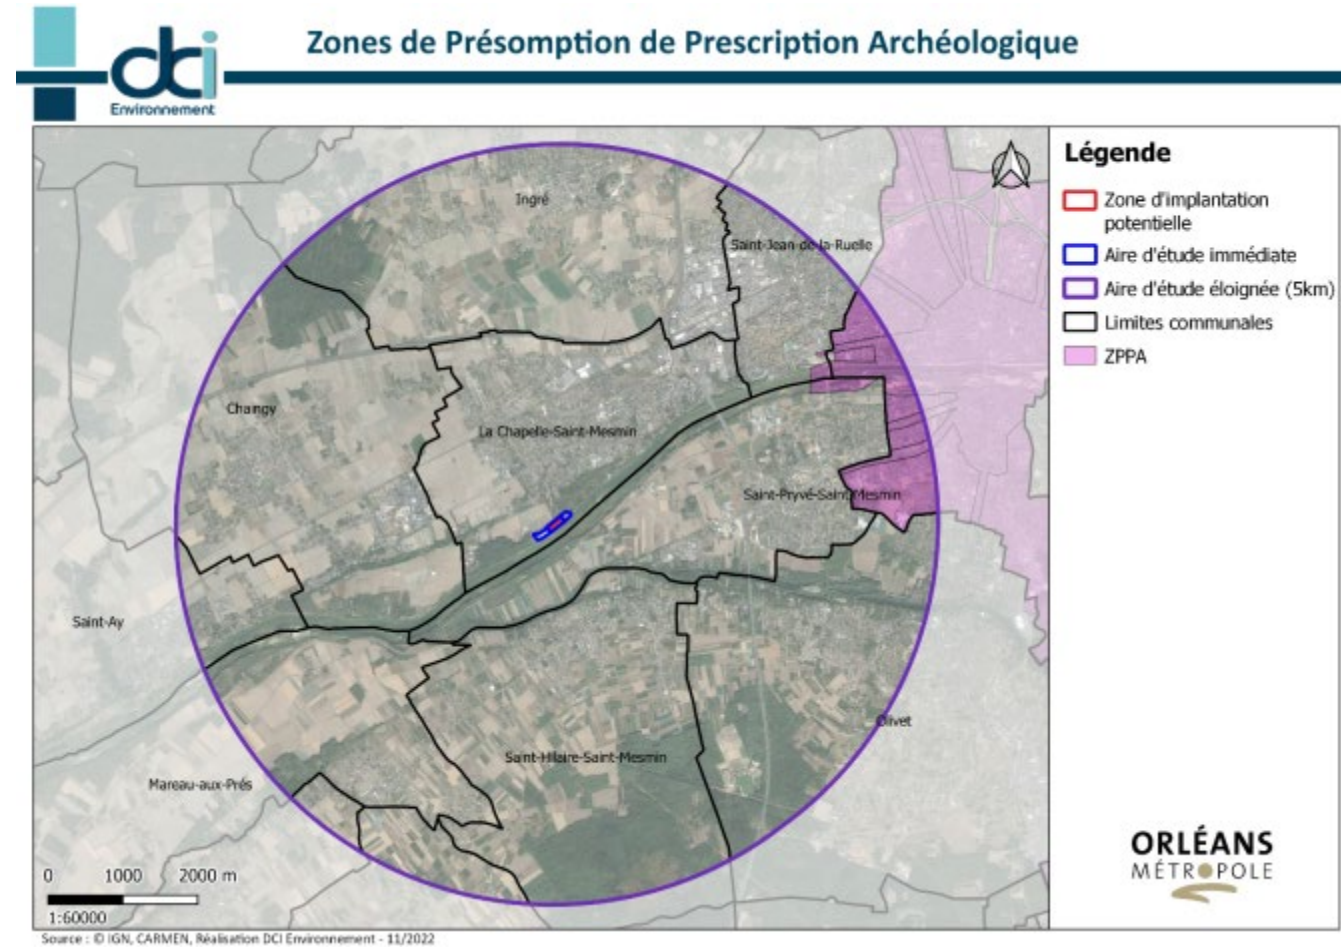 Zones de Présomption de Prescription Archéologique
dci
Environnement
Légende
Zone d'implantation
potentielle
Aire d'étude immédiate
Aire d'étude éloignée (5km)
Limites communales
ZPPA
Ingré
Saint-Jean-de-la-Ruelle
Chaingy
La Chapelle-Saint-Mesmin
Saint-Pryvé-Saint-Mesmin
Saint-Ay
Olivet
Saint-Hilaire-Saint-Mesmin
Mareau-aux-Prés
0 1000 2000 m
1:60000
ORLÉANS
MÉTROPOLE
Source : © IGN, CARMEN, Réalisation DCI Environnement - 11/2022